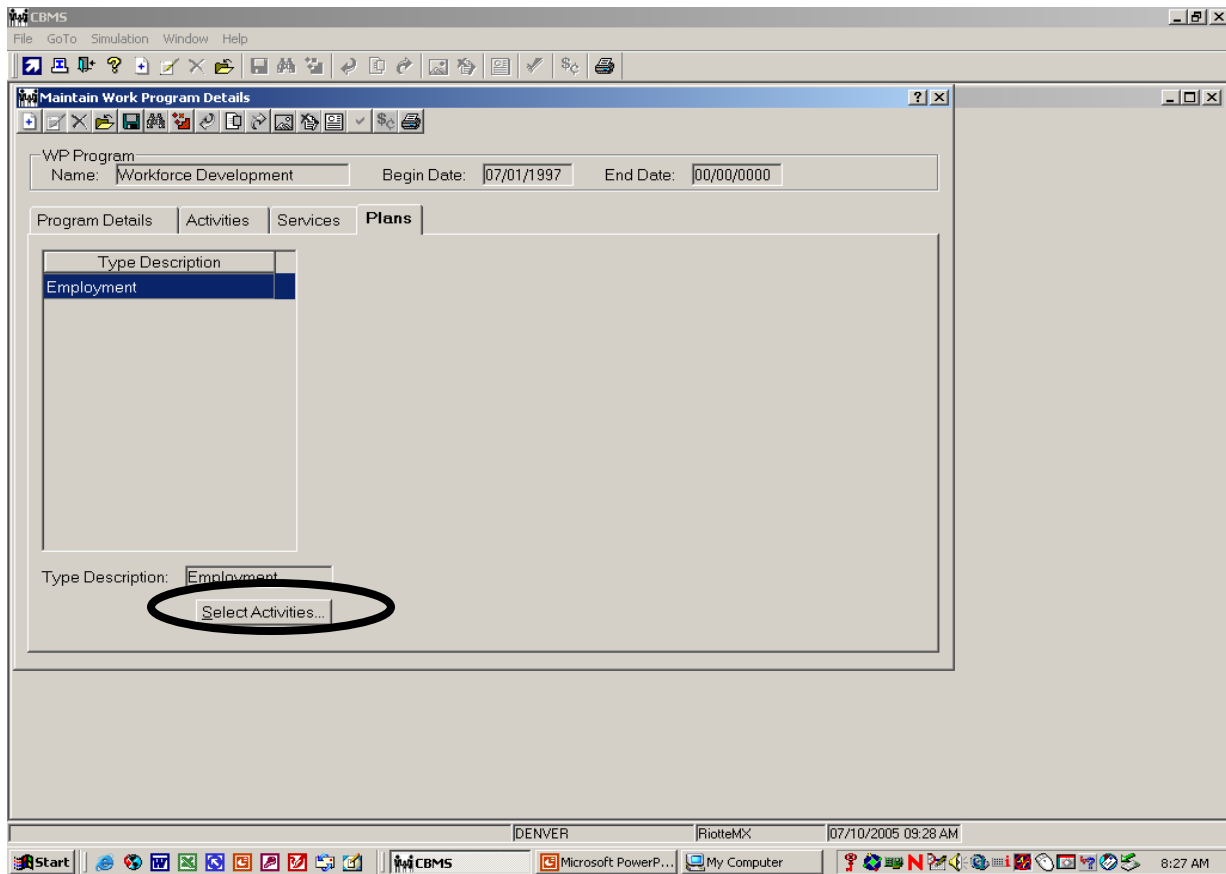 CBMS
File GoTo Simulation Window Help
Maintain Work Program Details
WP Program
Name: Workforce Development Begin Date: 07/01/1997 End Date: 00/00/0000
Program Details Activities Services Plans
Type Description
Employment
Type Description: Employment
Select Activities...
DENVER RiotteMX 07/10/2005 09:28 AM
Start CBMS Microsoft PowerP... My Computer 8:27 AM